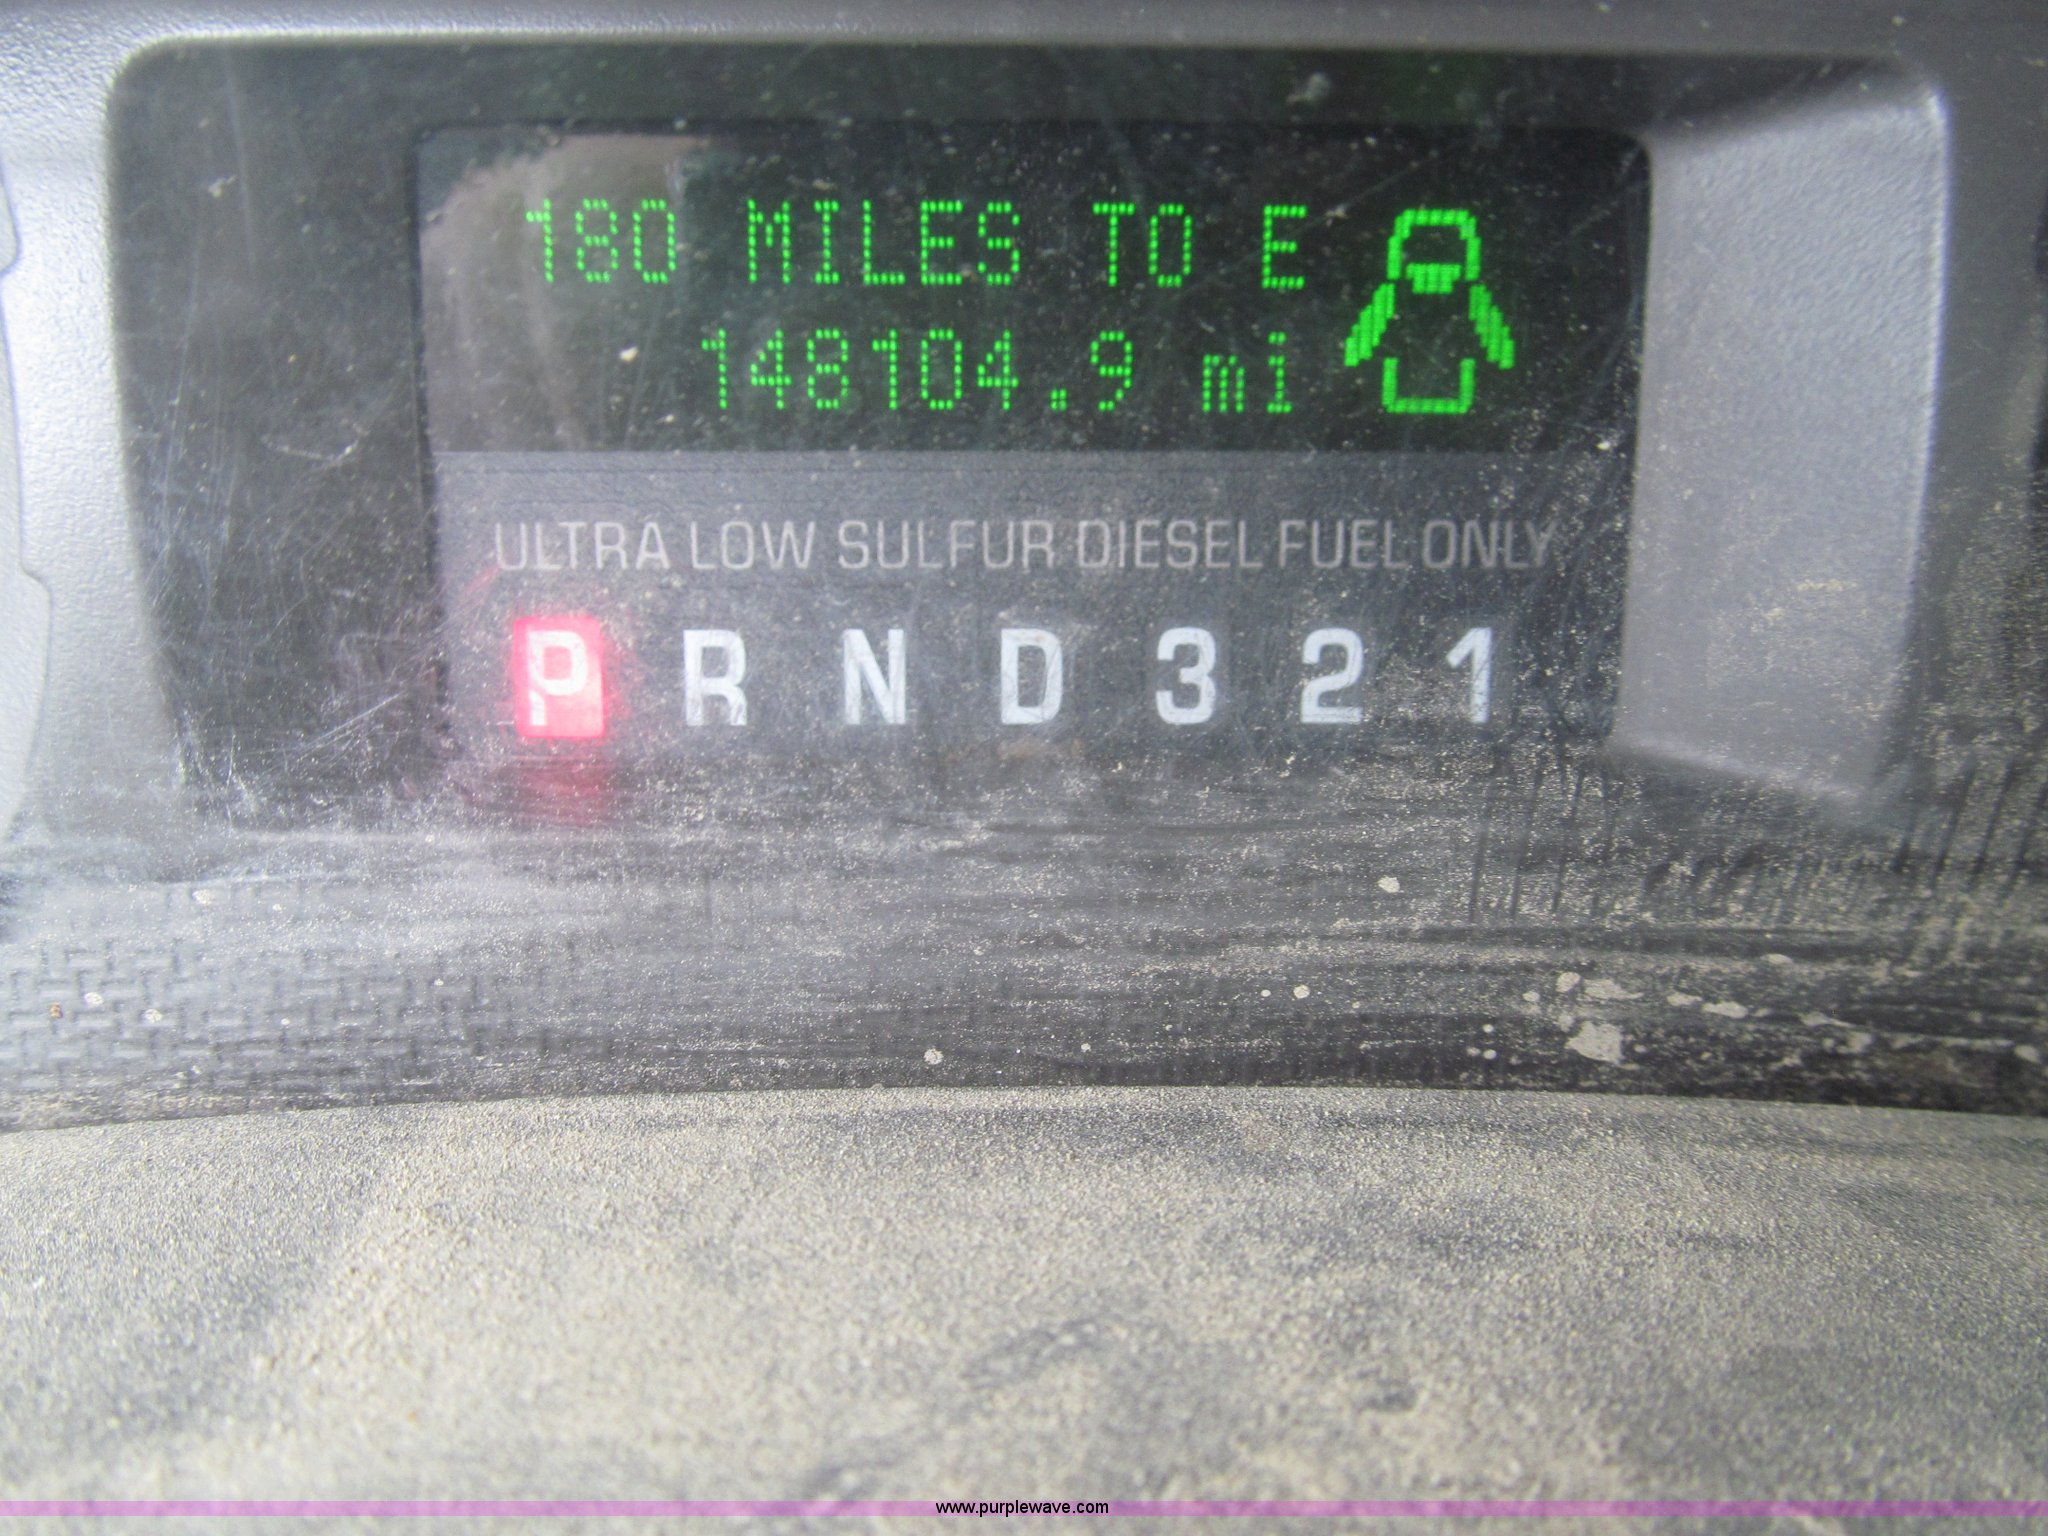 180 MILES TO E
148104.9 mi
ULTRA LOW SULFUR DIESEL FUEL ONLY
P R N D 3 2 1
www.purplewave.com